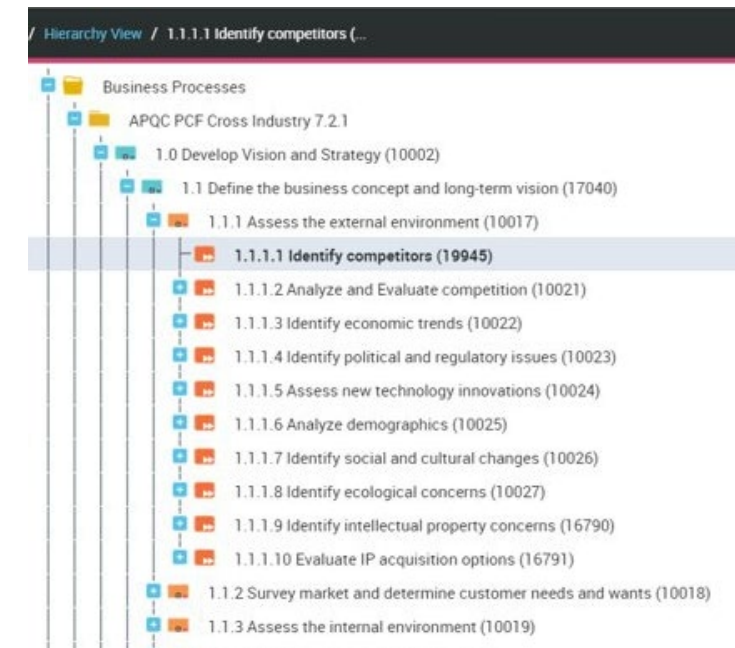 / Hierarchy View / 1.1.1.1 Identify competitors (...
Business Processes
APQC PCF Cross Industry 7.2.1
1.0 Develop Vision and Strategy (10002)
1.1 Define the business concept and long-term vision (17040)
1.1.1 Assess the external environment (10017)
1.1.1.1 Identify competitors (19945)
1.1.1.2 Analyze and Evaluate competition (10021)
1.1.1.3 Identify economic trends (10022)
1.1.1.4 Identify political and regulatory issues (10023)
1.1.1.5 Assess new technology innovations (10024)
1.1.1.6 Analyze demographics (10025)
1.1.1.7 Identify social and cultural changes (10026)
1.1.1.8 Identify ecological concerns (10027)
1.1.1.9 Identify intellectual property concerns (16790)
1.1.1.10 Evaluate IP acquisition options (16791)
1.1.2 Survey market and determine customer needs and wants (10018)
1.1.3 Assess the internal environment (10019)